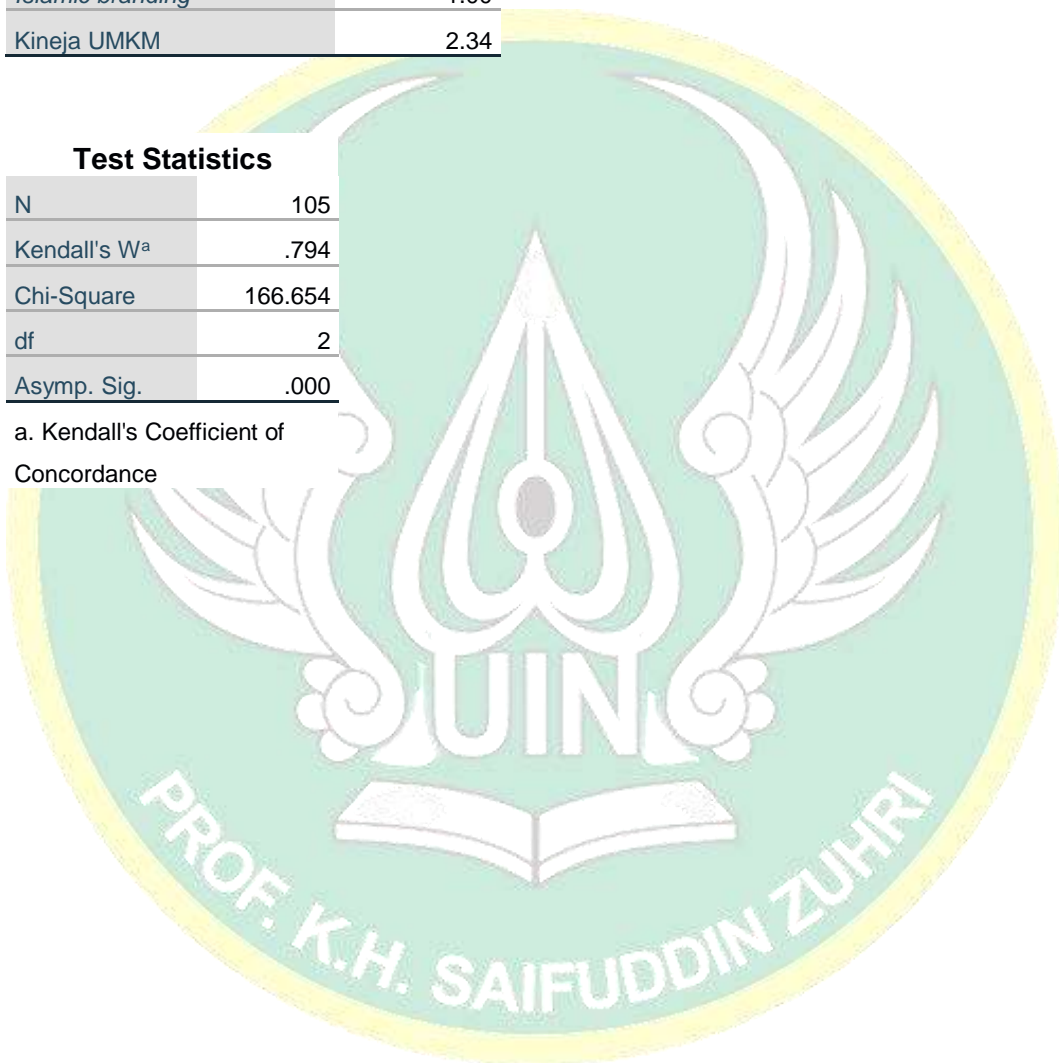 Kineja UMKM 2.34
Test Statistics
N 105
Kendall's Wᵃ .794
Chi-Square 166.654
df 2
Asymp. Sig. .000
a. Kendall's Coefficient of
Concordance
UIN
PROF. K.H. SAIFUDDIN ZUHRI